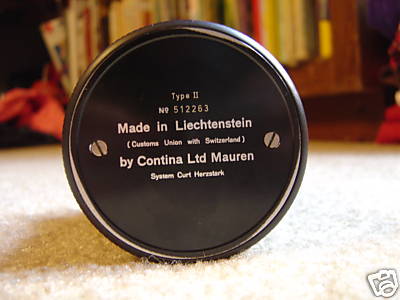 Type II
No 512263
Made in Liechtenstein
(Customs Union with Switzerland)
by Contina Ltd Mauren
System Curt Herzstark